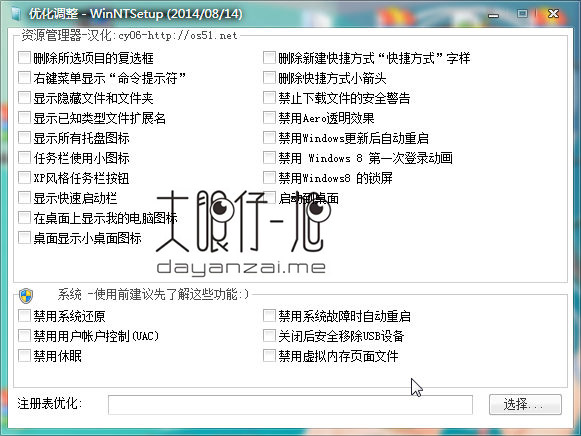 优化调整 - WinNTSetup (2014/08/14)
资源管理器-汉化:cy06-http://os51.net
删除所选项目的复选框
右键菜单显示“命令提示符”
显示隐藏文件和文件夹
显示已知类型文件扩展名
显示所有托盘图标
任务栏使用小图标
XP风格任务栏按钮
显示快速启动栏
在桌面上显示我的电脑图标
桌面显示小桌面图标
删除新建快捷方式“快捷方式”字样
删除快捷方式小箭头
禁止下载文件的安全警告
禁用Aero透明效果
禁用Windows更新后自动重启
禁用 Windows 8 第一次登录动画
禁用Windows8 的锁屏
启动到桌面
大眼仔~旭
dayanzai.me
系统 -使用前建议先了解这些功能:)
禁用系统还原
禁用用户帐户控制(UAC)
禁用休眠
禁用系统故障时自动重启
关闭后安全移除USB设备
禁用虚拟内存页面文件
注册表优化:
选择...